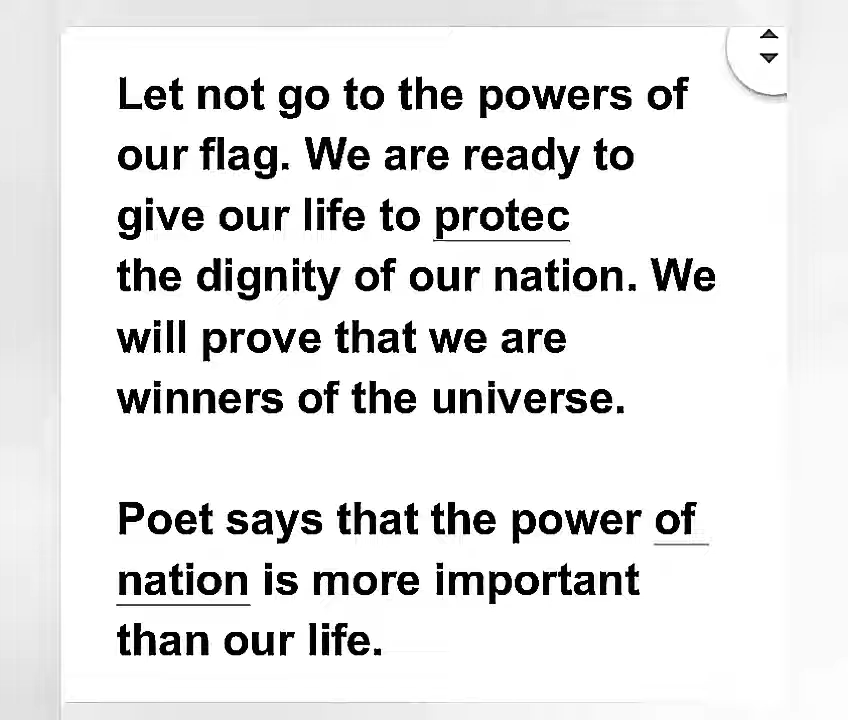 Let not go to the powers of
our flag. We are ready to
give our life to protec
the dignity of our nation. We
will prove that we are
winners of the universe.
Poet says that the power of
nation is more important
than our life.